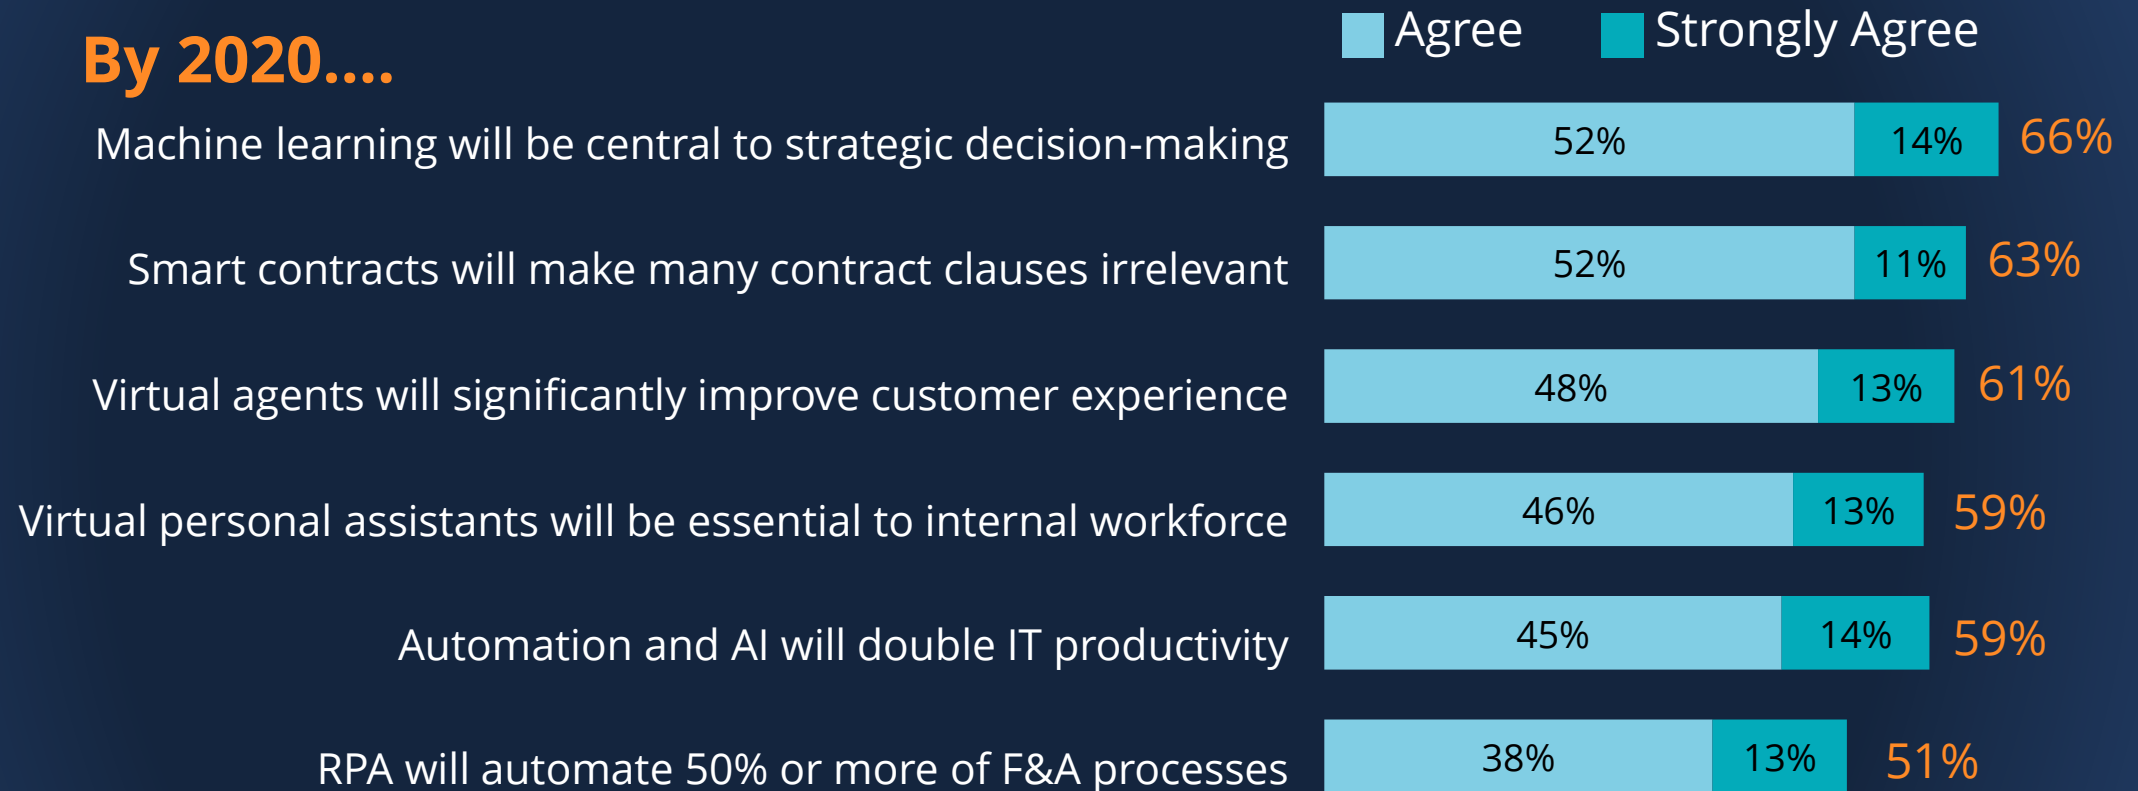 By 2020....
Agree Strongly Agree
Machine learning will be central to strategic decision-making 52% 14% 66%
Smart contracts will make many contract clauses irrelevant 52% 11% 63%
Virtual agents will significantly improve customer experience 48% 13% 61%
Virtual personal assistants will be essential to internal workforce 46% 13% 59%
Automation and AI will double IT productivity 45% 14% 59%
RPA will automate 50% or more of F&A processes 38% 13% 51%